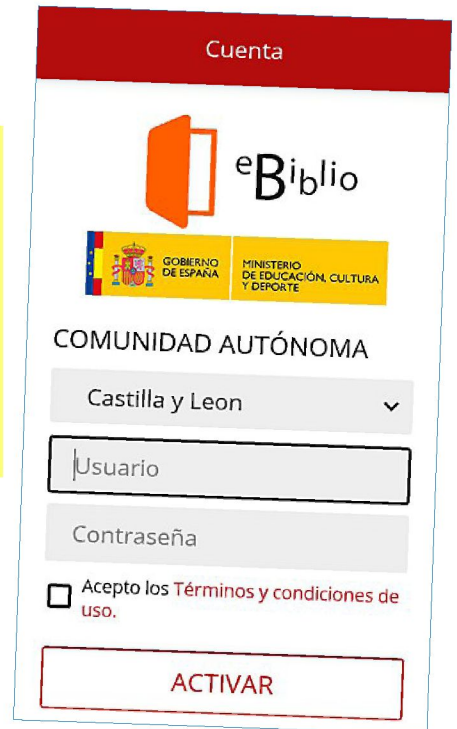 Cuenta
eBiblio
GOBIERNO
DE ESPAÑA
MINISTERIO
DE EDUCACIÓN, CULTURA
Y DEPORTE
COMUNIDAD AUTÓNOMA
Castilla y Leon
Usuario
Contraseña
Acepto los Términos y condiciones de
uso.
ACTIVAR